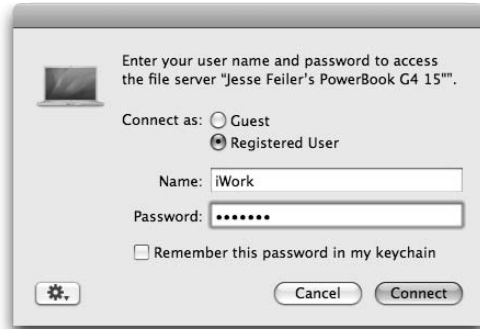 Enter your user name and password to access
the file server “Jesse Feiler’s PowerBook G4 15"”.
Connect as: Guest
Registered User
Name: iWork
Password: •••••••
Remember this password in my keychain
Cancel Connect